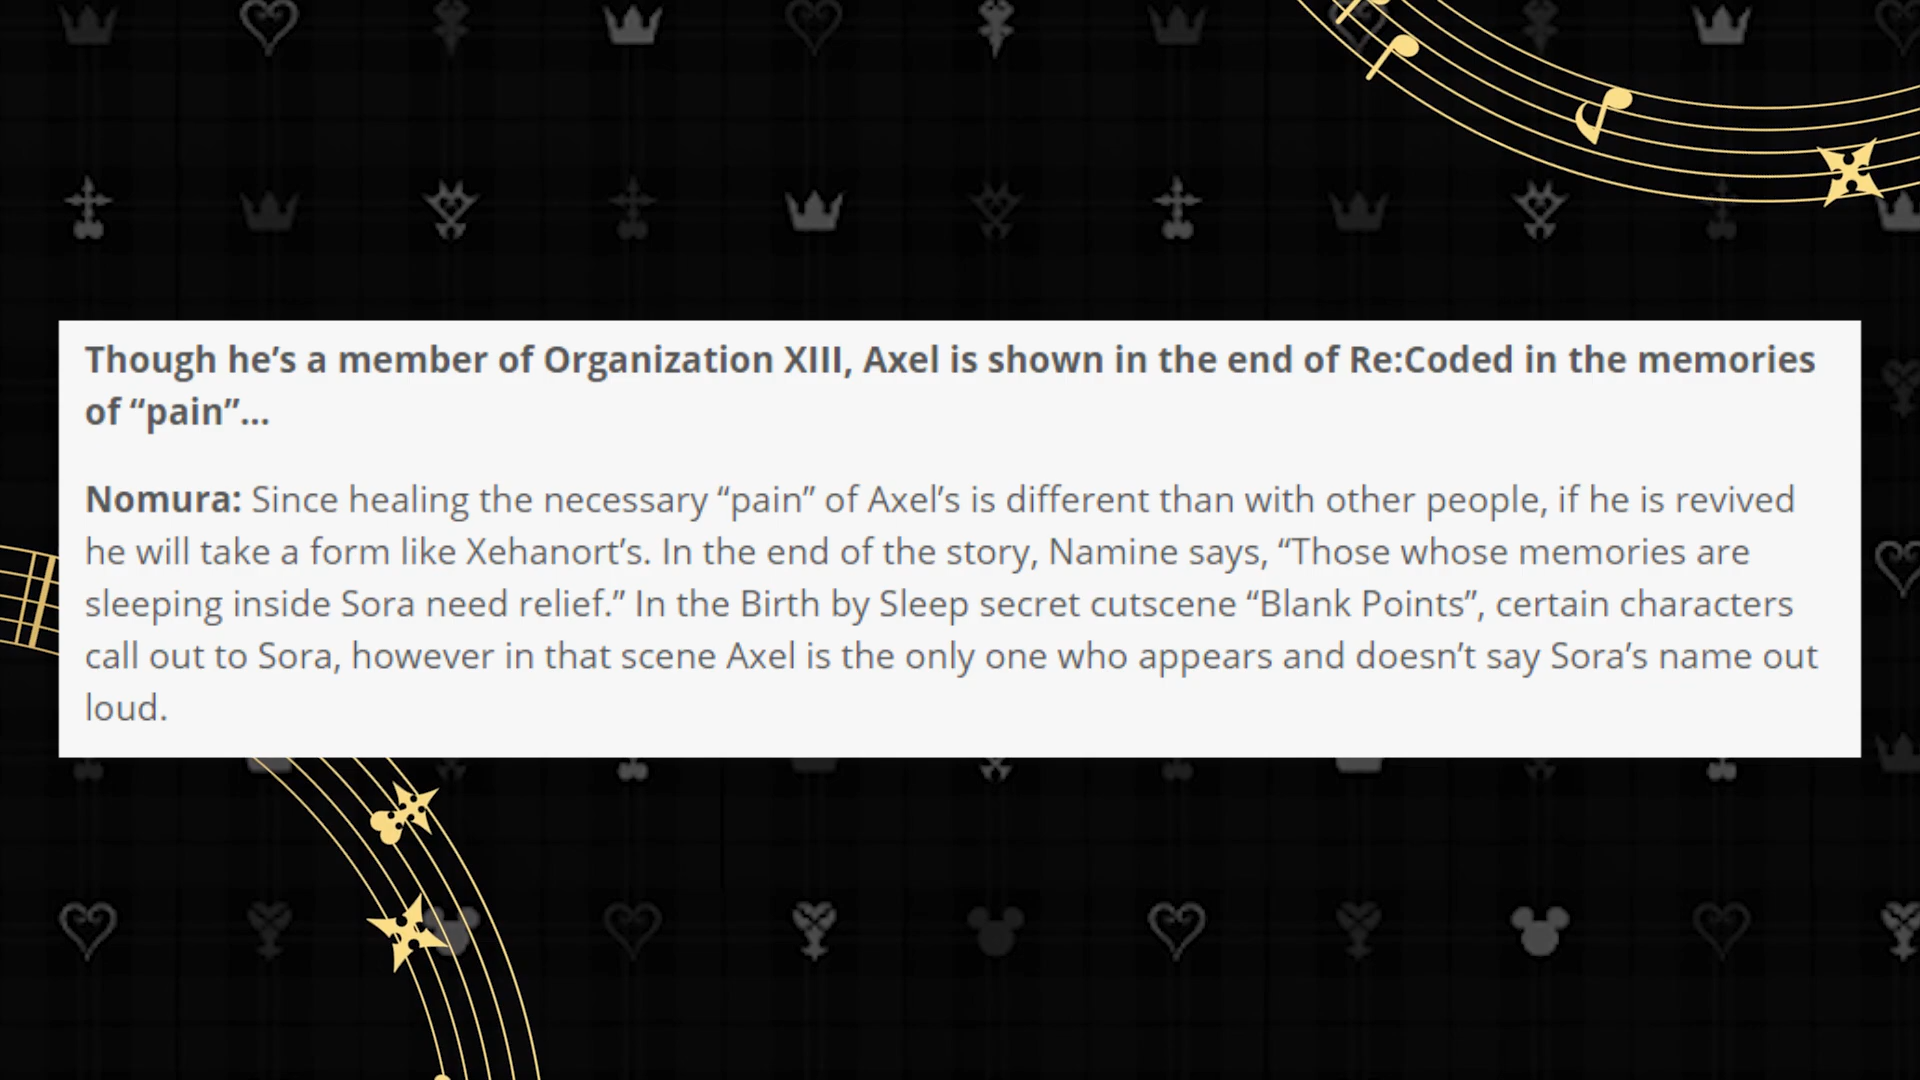 Though he’s a member of Organization XIII, Axel is shown in the end of Re:Coded in the memories
of “pain”...
Nomura: Since healing the necessary “pain” of Axel’s is different than with other people, if he is revived
he will take a form like Xehanort’s. In the end of the story, Namine says, “Those whose memories are
sleeping inside Sora need relief.” In the Birth by Sleep secret cutscene “Blank Points”, certain characters
call out to Sora, however in that scene Axel is the only one who appears and doesn’t say Sora’s name out
loud.